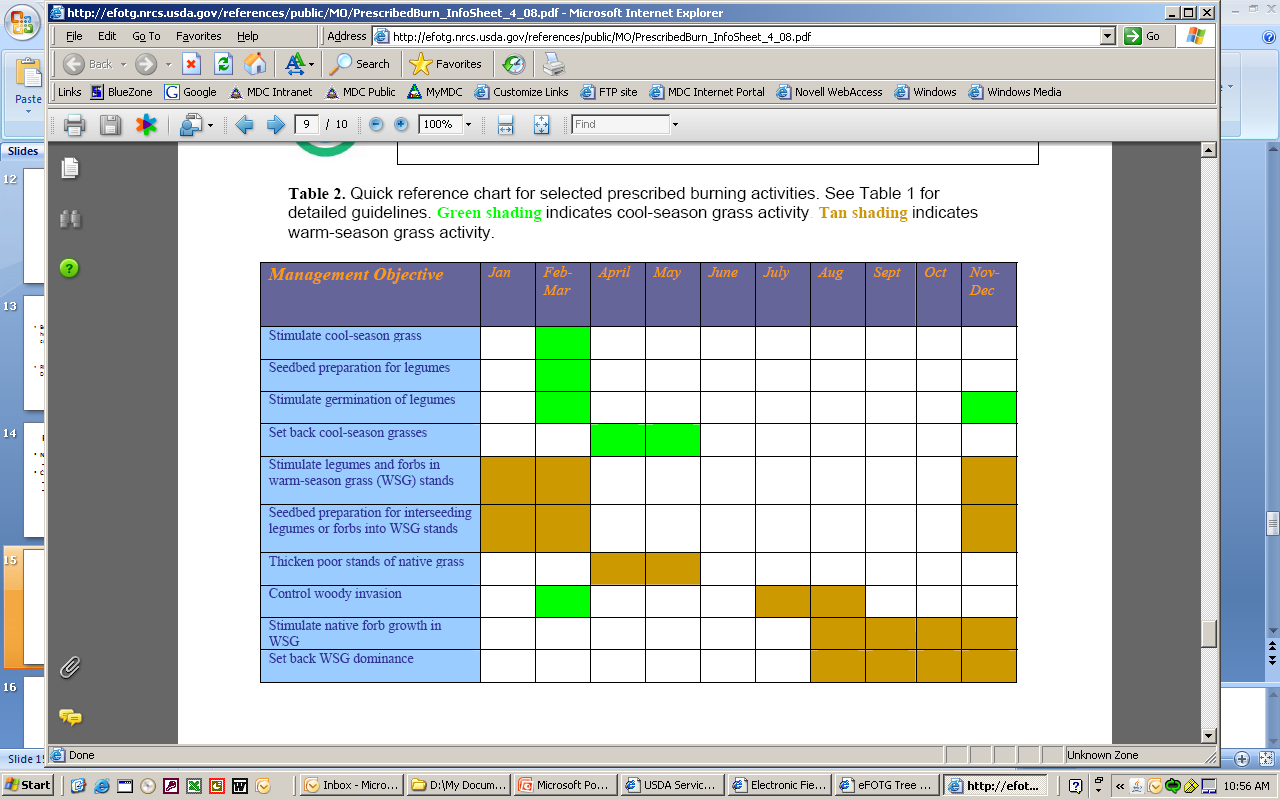 http://efotg.nrcs.usda.gov/references/public/MO/PrescribedBurn_InfoSheet_4_08.pdf - Microsoft Internet Explorer
File Edit Go To Favorites Help Address http://efotg.nrcs.usda.gov/references/public/MO/PrescribedBurn_InfoSheet_4_08.pdf Go
Back Search Favorites
Links BlueZone Google MDC Intranet MDC Public MyMDC Customize Links FTP site MDC Internet Portal Novell WebAccess Windows Windows Media
Paste
9 / 10 100% Find
Slides
12
13
14
15
16
Table 2. Quick reference chart for selected prescribed burning activities. See Table 1 for
detailed guidelines. Green shading indicates cool-season grass activity. Tan shading indicates
warm-season grass activity.
Management Objective Jan Feb- April May June July Aug Sept Oct Nov-
Mar Dec
Stimulate cool-season grass
Seedbed preparation for legumes
Stimulate germination of legumes
Set back cool-season grasses
Stimulate legumes and forbs in
warm-season grass (WSG) stands
Seedbed preparation for interseeding
legumes or forbs into WSG stands
Thicken poor stands of native grass
Control woody invasion
Stimulate native forb growth in
WSG
Set back WSG dominance
Done Unknown Zone
Start Inbox - Micro... D:\My Docum... Microsoft Po... USDA Servic... Electronic Fie... eFOTG Tree ... http://efot... 10:56 AM